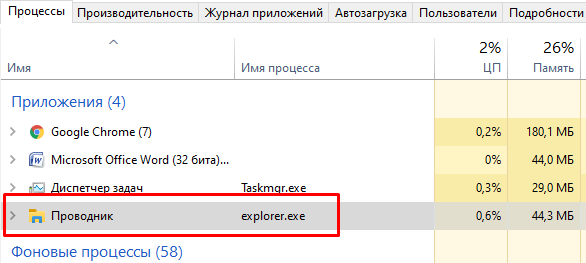 Процессы Производительность Журнал приложений Автозагрузка Пользователи Подробности
2% 26%
Имя Имя процесса ЦП Память
Приложения (4)
Google Chrome (7) 0,2% 180,1 МБ
Microsoft Office Word (32 бита)... 0% 44,0 МБ
Диспетчер задач Taskmgr.exe 0,3% 29,0 МБ
Проводник explorer.exe 0,6% 44,3 МБ
Фоновые процессы (58)